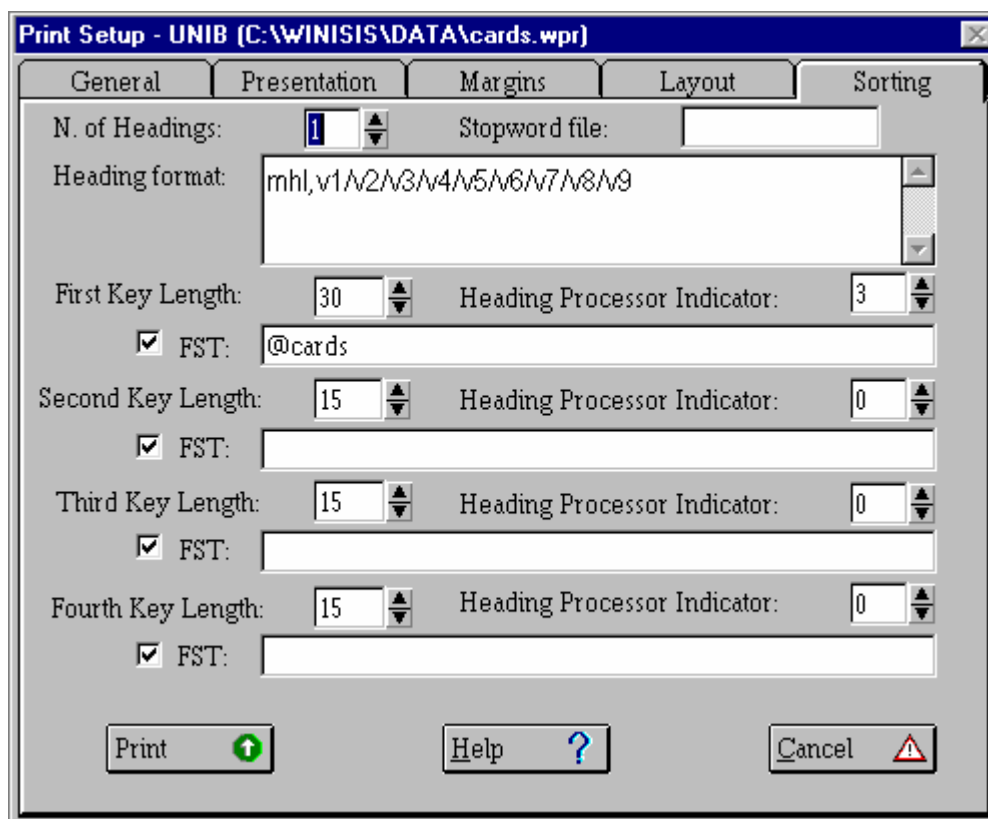 Print Setup - UNIB (C:\WINISIS\DATA\cards.wpr)
General Presentation Margins Layout Sorting
N. of Headings: 1 Stopword file:
Heading format: mhl,v1/v2/v3/v4/v5/v6/v7/v8/v9
First Key Length: 30 Heading Processor Indicator: 3
FST: @cards
Second Key Length: 15 Heading Processor Indicator: 0
FST:
Third Key Length: 15 Heading Processor Indicator: 0
FST:
Fourth Key Length: 15 Heading Processor Indicator: 0
FST:
Print Help ? Cancel